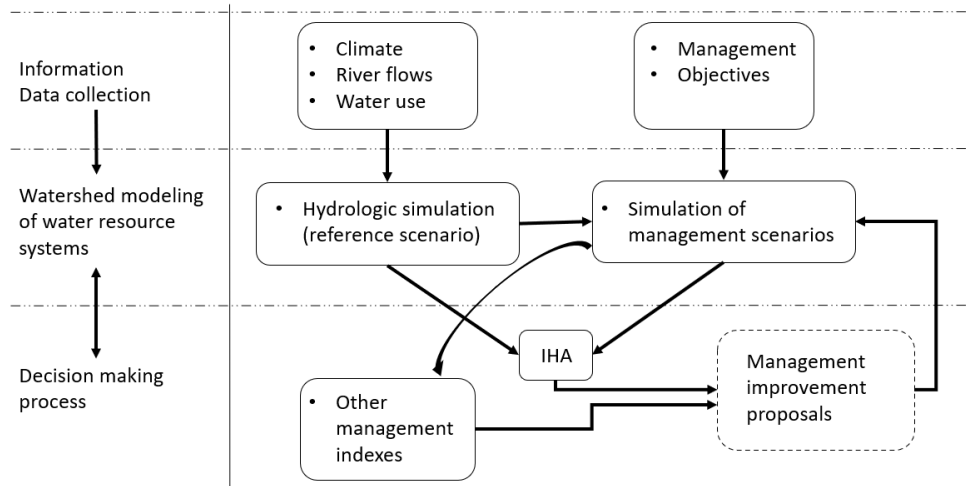 Information
Data collection
• Climate
• River flows
• Water use
• Management
• Objectives
Watershed modeling
of water resource
systems
• Hydrologic simulation
(reference scenario)
• Simulation of
management scenarios
Decision making
process
IHA
• Other
management
indexes
Management
improvement
proposals